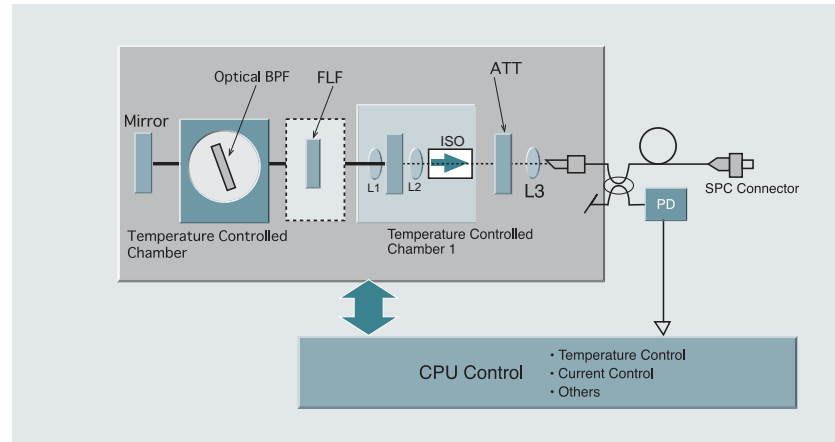 Optical BPF
FLF
ATT
Mirror
ISO
L1
L2
L3
SPC Connector
PD
Temperature Controlled
Chamber
Temperature Controlled
Chamber 1
CPU Control
• Temperature Control
• Current Control
• Others